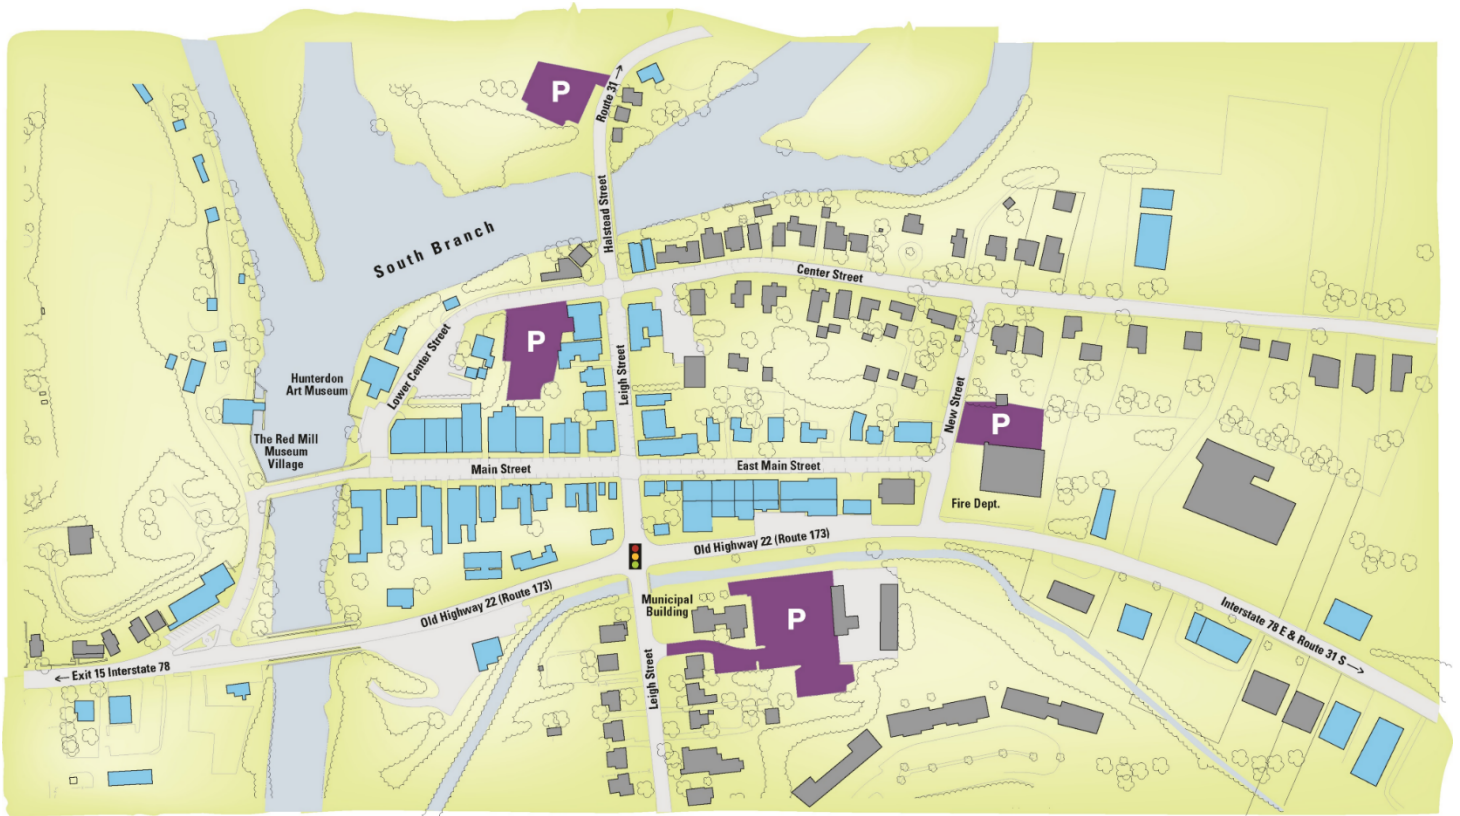 P
Route 31 →
Halstead Street
South Branch
Center Street
P
Lower Center Street
Leigh Street
Hunterdon
Art Museum
New Street
P
The Red Mill
Museum
Village
Main Street
East Main Street
Fire Dept.
Old Highway 22 (Route 173)
Old Highway 22 (Route 173)
Municipal
Building
P
Interstate 78 E & Route 31 S →
Leigh Street
← Exit 15 Interstate 78